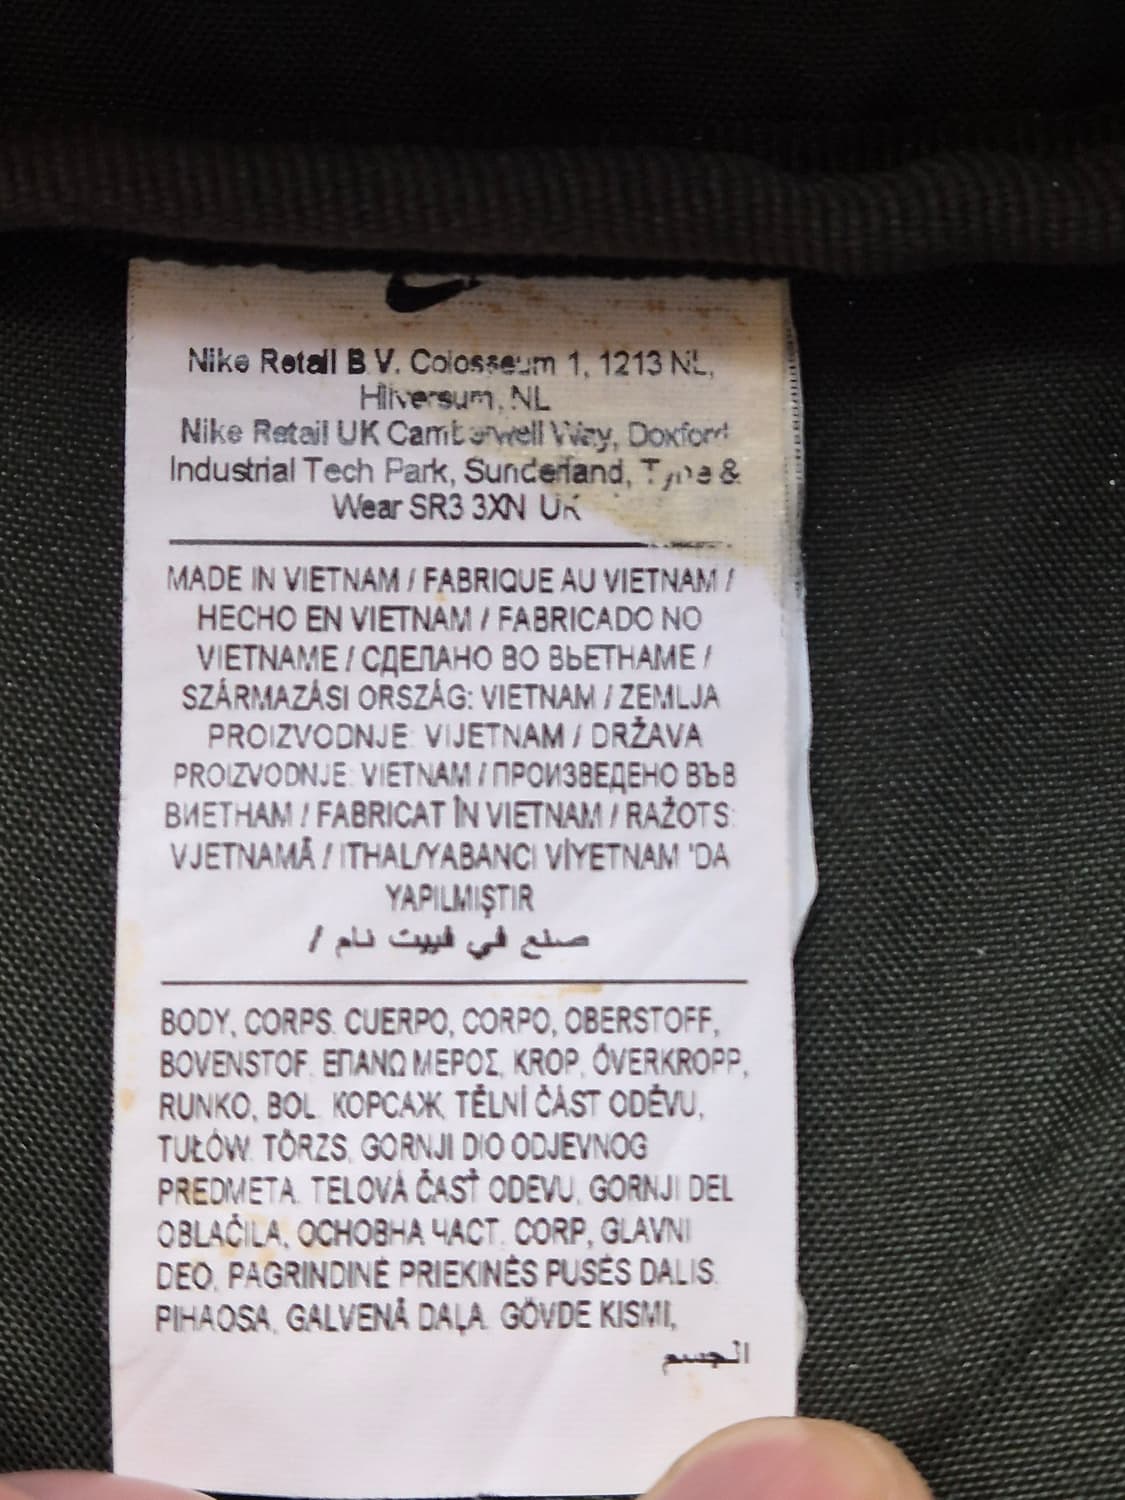 Nike Retail B.V. Colosseum 1, 1213 NL,
Hilversum, NL
Nike Retail UK Camberwell Way, Doxford
Industrial Tech Park, Sunderland, Tyne &
Wear SR3 3XN UK
MADE IN VIETNAM / FABRIQUE AU VIETNAM /
HECHO EN VIETNAM / FABRICADO NO
VIETNAME / СДЕЛАНО ВО ВЬЕТНАМЕ /
SZÁRMAZÁSI ORSZÁG: VIETNAM / ZEMLJA
PROIZVODNJE: VIJETNAM / DRŽAVA
PROIZVODNJE: VIETNAM / ПРОИЗВЕДЕНО ВЪВ
ВИЕТНАМ / FABRICAT ÎN VIETNAM / RAŽOTS:
VJETNAMĀ / ITHAL/YABANCI VİYETNAM 'DA
YAPILMIŞTIR
صنع في فييت نام /
BODY, CORPS, CUERPO, CORPO, OBERSTOFF,
BOVENSTOF, ΕΠΑΝΩ ΜΕΡΟΣ, KROP, ÖVERKROPP,
RUNKO, BOL, КОРСАЖ, TĚLNÍ ČÁST ODĚVU,
TUŁÓW, TÖRZS, GORNJI DIO ODJEVNOG
PREDMETA, TELOVÁ ČASŤ ODEVU, GORNJI DEL
OBLAČILA, ОСНОВНА ЧАСТ, CORP, GLAVNI
DEO, PAGRINDINĖ PRIEKINĖS PUSĖS DALIS,
PIHAOSA, GALVENĀ DAĻA, GÖVDE KISMI,
الجسم